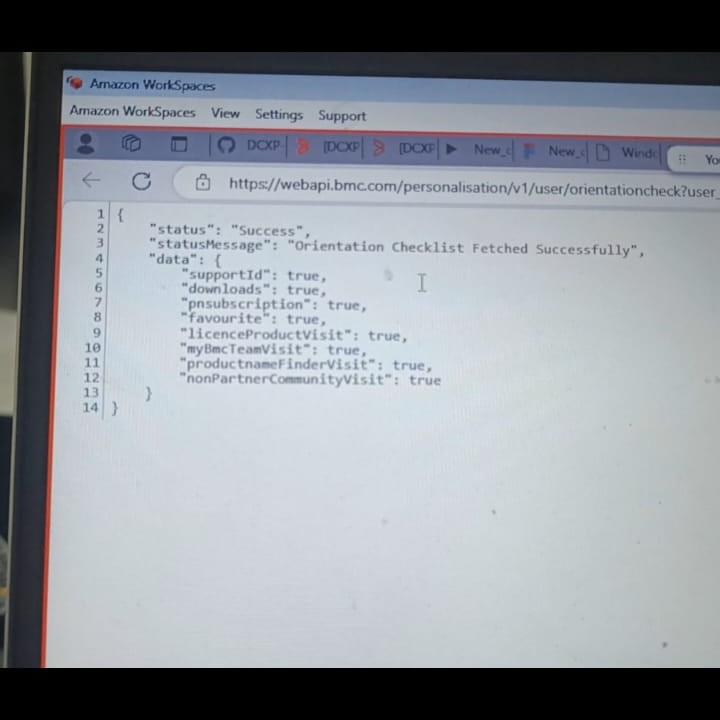 Amazon WorkSpaces
Amazon WorkSpaces View Settings Support
DCXP- [DCXP [DCXP New_c New_c Windo Yo
https://webapi.bmc.com/personalisation/v1/user/orientationcheck?user_
1 {
2 "status": "Success",
3 "statusMessage": "Orientation Checklist Fetched Successfully",
4 "data": {
5 "supportId": true,
6 "downloads": true,
7 "pnsubscription": true,
8 "favourite": true,
9 "licenceProductVisit": true,
10 "myBmcTeamVisit": true,
11 "productnameFinderVisit": true,
12 "nonPartnerCommunityVisit": true
13 }
14 }